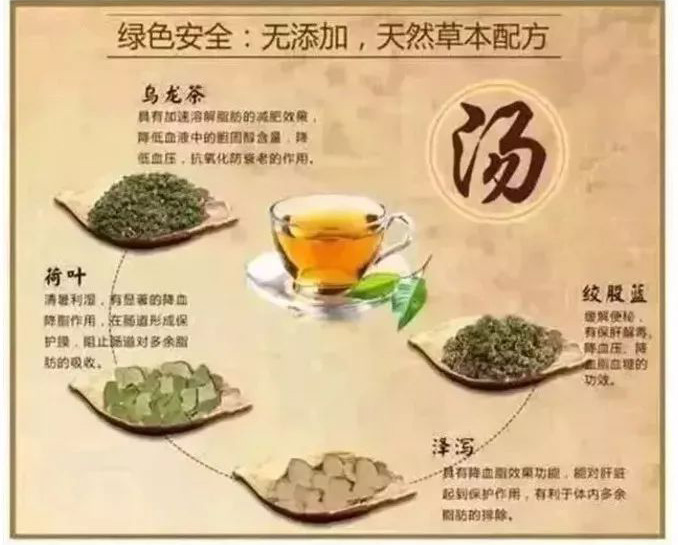 绿色安全：无添加，天然草本配方
汤
乌龙茶
具有加速溶解脂肪的减肥效果，
降低血液中的胆固醇含量，降
低血压，抗氧化防衰老的作用。
荷叶
清暑利湿，有显著的降血
降脂作用，在肠道形成保
护膜，阻止肠道对多余脂
肪的吸收。
绞股蓝
缓解便秘，
有保肝解毒，
降血压、降
血脂血糖的
功效。
泽泻
具有降血脂效果功能，能对肝脏
起到保护作用，有利于体内多余
脂肪的排除。